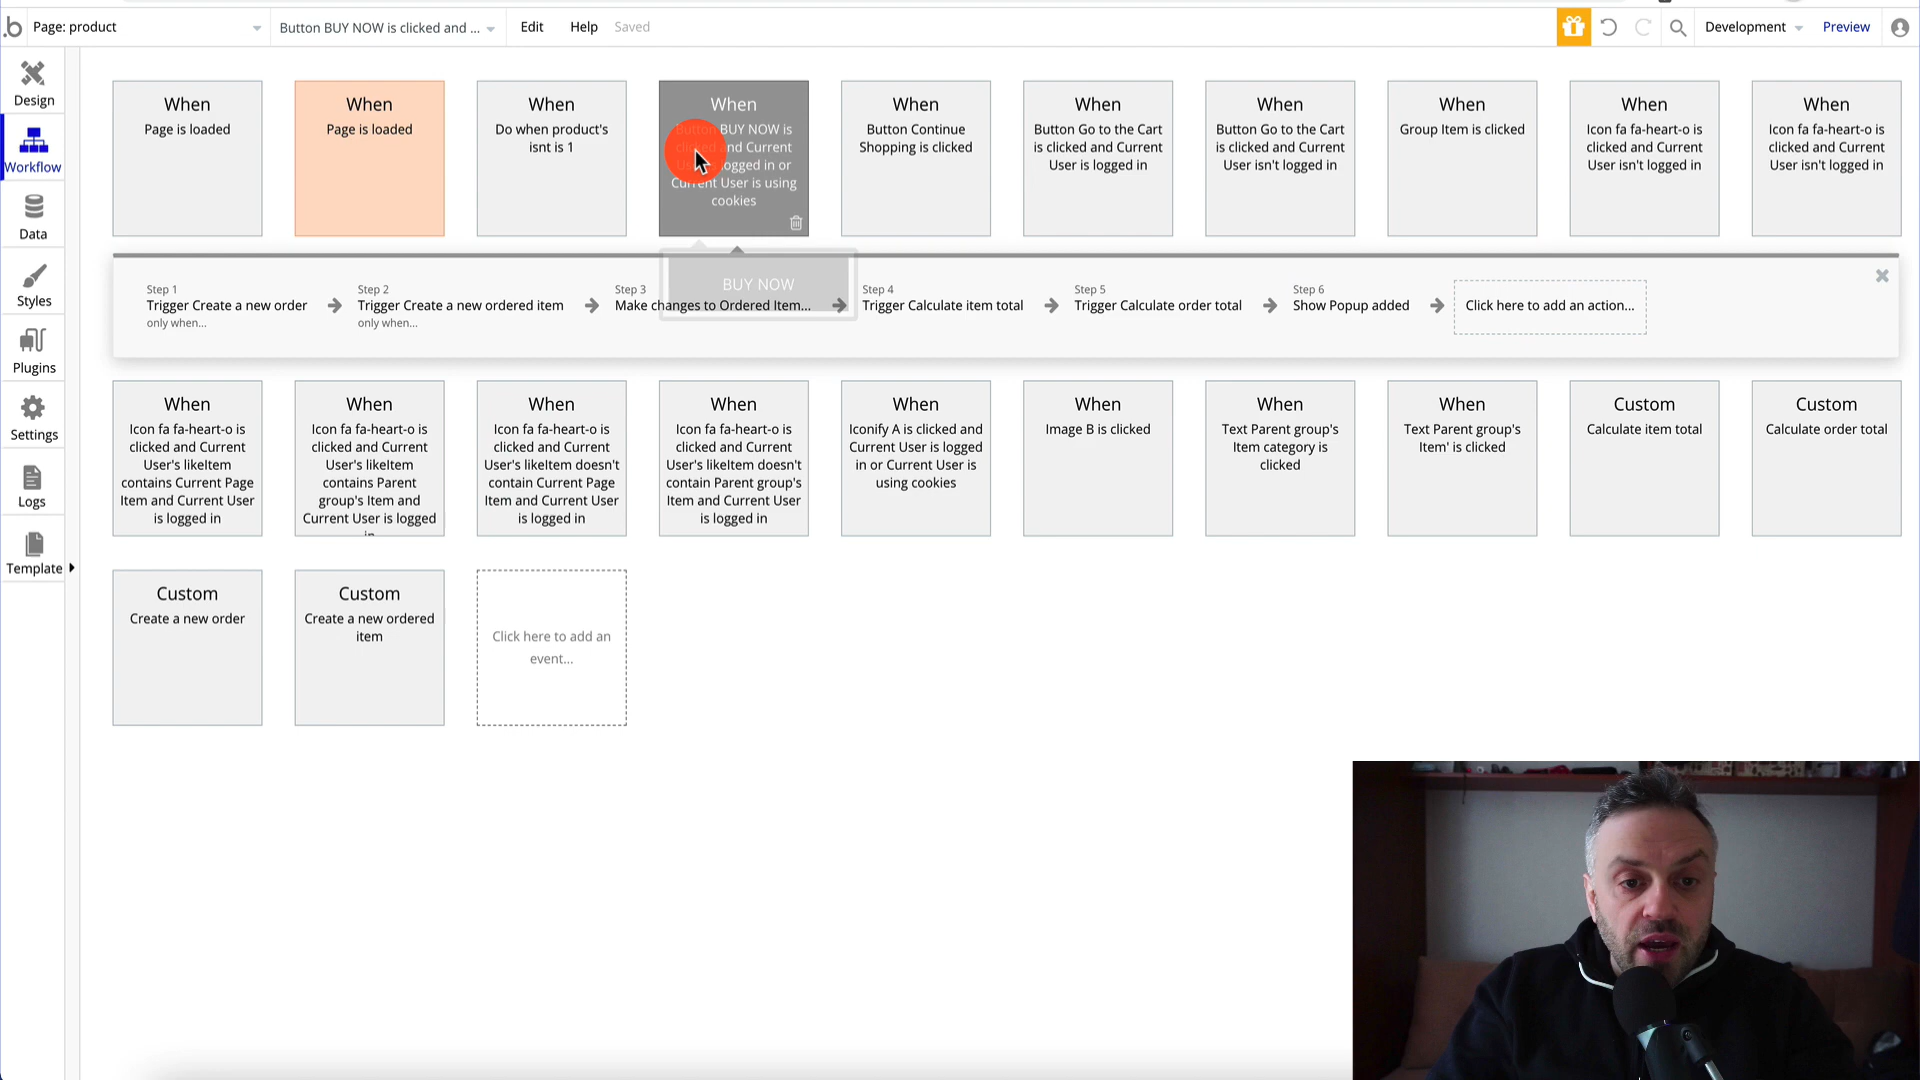 .b Page: product
Button BUY NOW is clicked and ...
Edit
Help
Saved
Development
Preview
Design
Workflow
Data
Styles
Plugins
Settings
Logs
Template
When
Page is loaded
When
Page is loaded
When
Do when product's
isnt is 1
When
Button BUY NOW is
clicked and Current
logged in or
Current User is using
cookies
When
Button Continue
Shopping is clicked
When
Button Go to the Cart
is clicked and Current
User is logged in
When
Button Go to the Cart
is clicked and Current
User isn't logged in
When
Group Item is clicked
When
Icon fa fa-heart-o is
clicked and Current
User isn't logged in
When
Icon fa fa-heart-o is
clicked and Current
User isn't logged in
BUY NOW
Step 1
Trigger Create a new order
only when...
Step 2
Trigger Create a new ordered item
only when...
Step 3
Make changes to Ordered Item...
Step 4
Trigger Calculate item total
Step 5
Trigger Calculate order total
Step 6
Show Popup added
Click here to add an action...
When
Icon fa fa-heart-o is
clicked and Current
User's likeItem
contains Current Page
Item and Current User
is logged in
When
Icon fa fa-heart-o is
clicked and Current
User's likeItem
contains Parent
group's Item and
Current User is logged
When
Icon fa fa-heart-o is
clicked and Current
User's likeItem doesn't
contain Current Page
Item and Current User
is logged in
When
Icon fa fa-heart-o is
clicked and Current
User's likeItem doesn't
contain Parent group's
Item and Current User
is logged in
When
Iconify A is clicked and
Current User is logged
in or Current User is
using cookies
When
Image B is clicked
When
Text Parent group's
Item category is
clicked
When
Text Parent group's
Item' is clicked
Custom
Calculate item total
Custom
Calculate order total
Custom
Create a new order
Custom
Create a new ordered
item
Click here to add an
event...